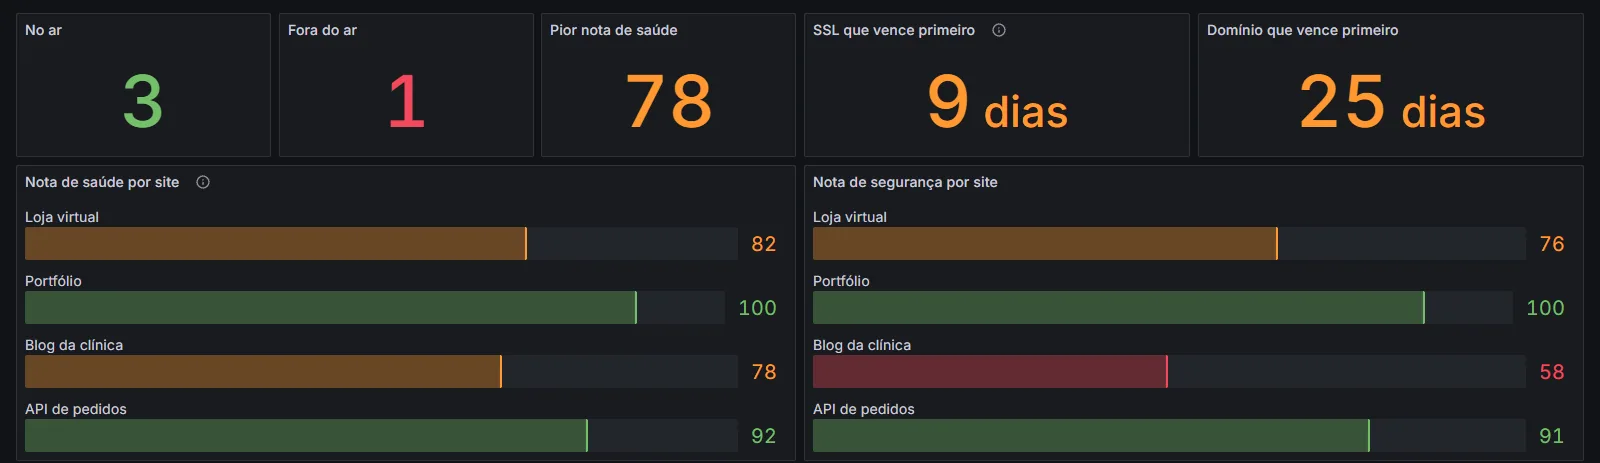 No ar
3
Fora do ar
1
Pior nota de saúde
78
SSL que vence primeiro
9 dias
Domínio que vence primeiro
25 dias
Nota de saúde por site
Loja virtual
82
Portfólio
100
Blog da clínica
78
API de pedidos
92
Nota de segurança por site
Loja virtual
76
Portfólio
100
Blog da clínica
58
API de pedidos
91